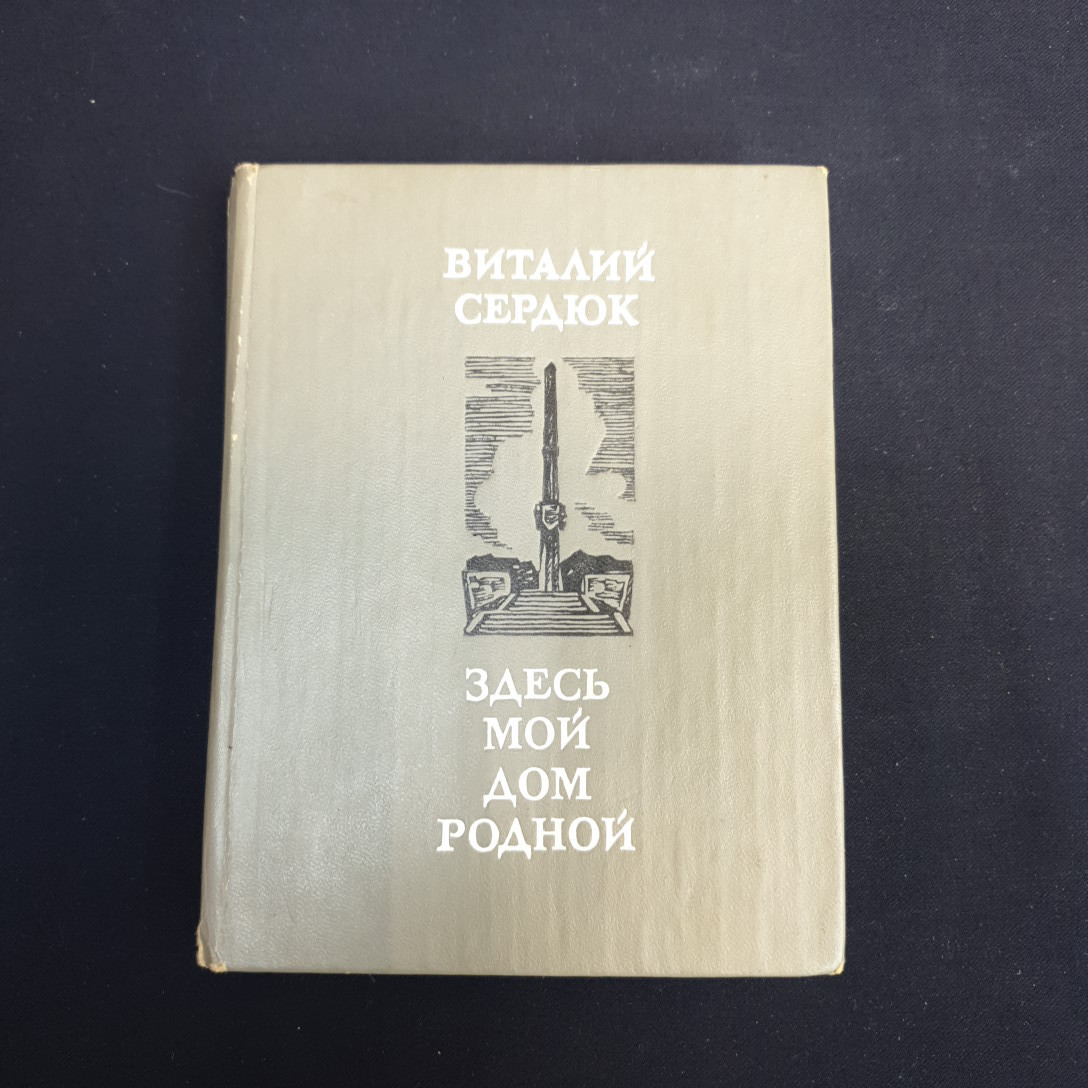 ВИТАЛИЙ
СЕРДЮК
ЗДЕСЬ
МОЙ
ДОМ
РОДНОЙ